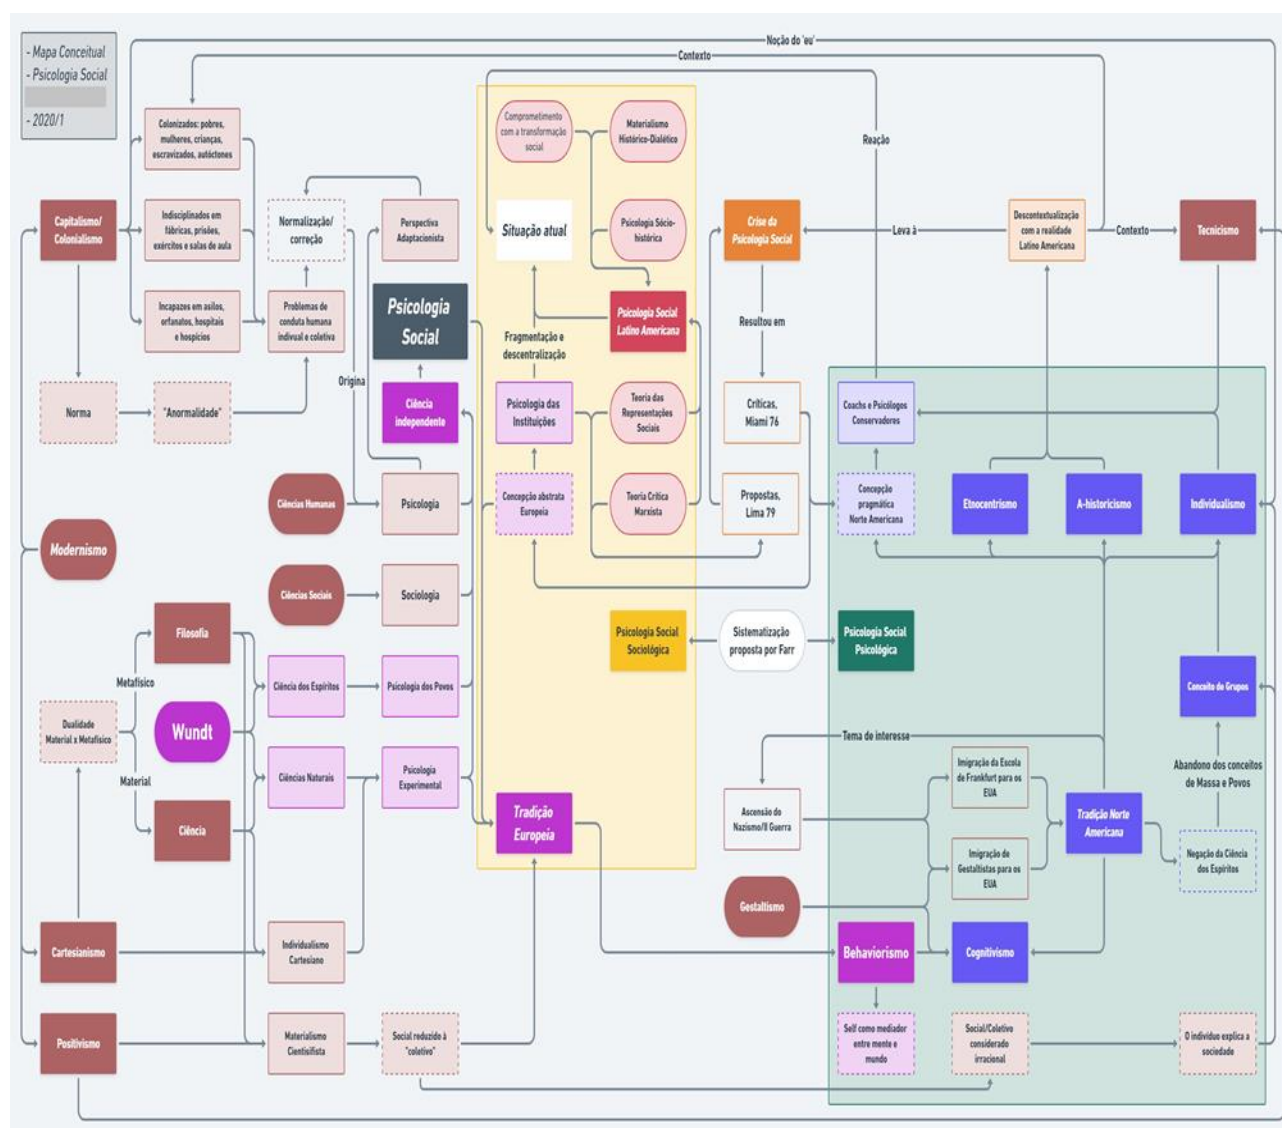 - Mapa Conceitual
- Psicologia Social
- 2020/1
Noção do 'eu'
Contexto
Colonizados: pobres,
mulheres, crianças,
escravizados, autóctones
Comprometimento
com a transformação
social
Materialismo
Histórico-Dialético
Reação
Capitalismo/
Colonialismo
Indisciplinados em
fábricas, prisões,
exércitos e salas de aula
Normalização/
correção
Perspectiva
Adaptacionista
Situação atual
Psicologia Sócio-
histórica
Crise da
Psicologia Social
Leva à
Descontextualização
com a realidade
Latino Americana
Contexto
Tecnicismo
Incapazes em asilos,
orfanatos, hospitais
e hospícios
Problemas de
conduta humana
indivual e coletiva
Psicologia
Social
Fragmentação e
descentralização
Psicologia Social
Latino Americana
Resultou em
Origina
Norma
"Anormalidade"
Ciência
independente
Psicologia das
Instituições
Teoria das
Representações
Sociais
Críticas,
Miami 76
Coachs e Psicólogos
Conservadores
Ciências Humanas
Psicologia
Concepção abstrata
Europeia
Teoria Crítica
Marxista
Propostas,
Lima 79
Concepção
pragmática
Norte Americana
Etnocentrismo
A-historicismo
Individualismo
Modernismo
Ciências Sociais
Sociologia
Filosofia
Psicologia Social
Sociológica
Sistematização
proposta por Farr
Psicologia Social
Psicológica
Metafísico
Ciência dos Espíritos
Psicologia dos Povos
Conceito de Grupos
Dualidade
Material x Metafísico
Wundt
Tema de interesse
Material
Ciências Naturais
Psicologia
Experimental
Imigração da Escola
de Frankfurt para os
EUA
Abandono dos conceitos
de Massa e Povos
Ciência
Tradição
Europeia
Ascensão do
Nazismo/II Guerra
Tradição Norte
Americana
Imigração de
Gestaltistas para os
EUA
Negação da Ciência
dos Espíritos
Gestaltismo
Cartesianismo
Individualismo
Cartesiano
Behaviorismo
Cognitivismo
Positivismo
Materialismo
Cientisifista
Social reduzido à
"coletivo"
Self como mediador
entre mente e
mundo
Social/Coletivo
considerado
irracional
O indivíduo explica a
sociedade